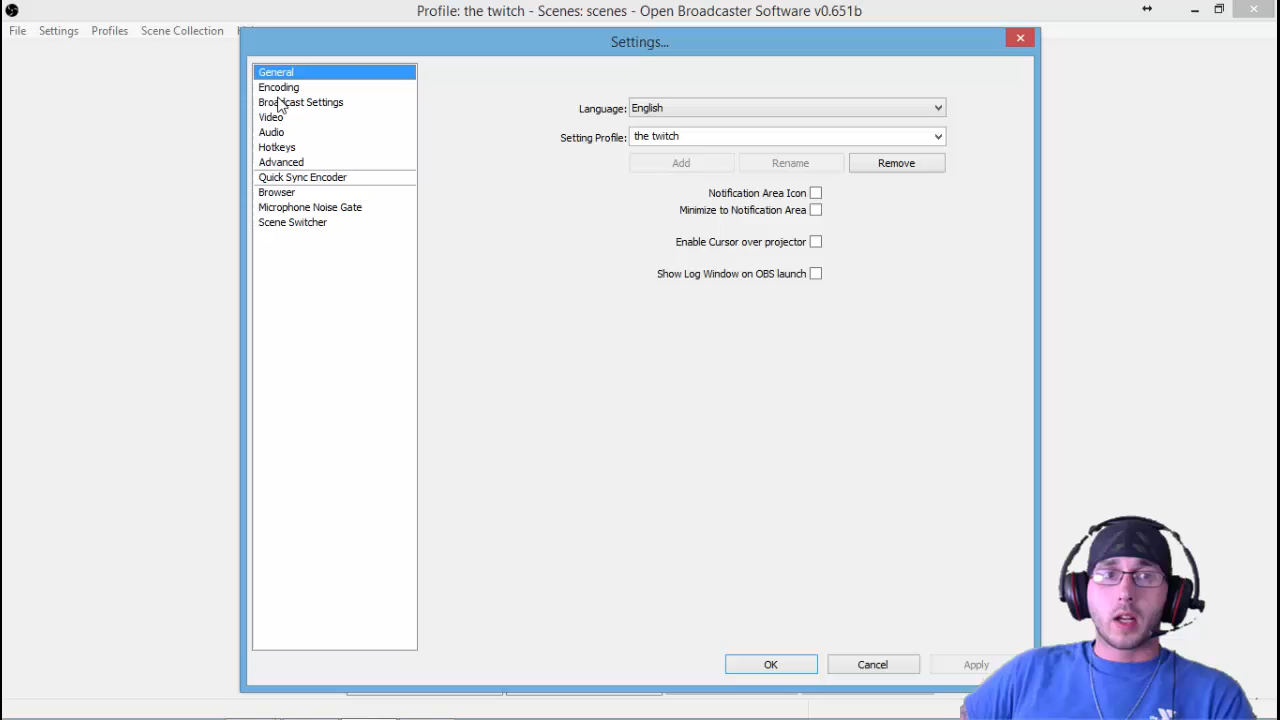 Profile: the twitch - Scenes: scenes - Open Broadcaster Software v0.651b
File Settings Profiles Scene Collection
Settings...
General
Encoding
Broadcast Settings
Video
Audio
Hotkeys
Advanced
Quick Sync Encoder
Browser
Microphone Noise Gate
Scene Switcher
Language: English
Setting Profile: the twitch
Add Rename Remove
Notification Area Icon
Minimize to Notification Area
Enable Cursor over projector
Show Log Window on OBS launch
OK Cancel Apply